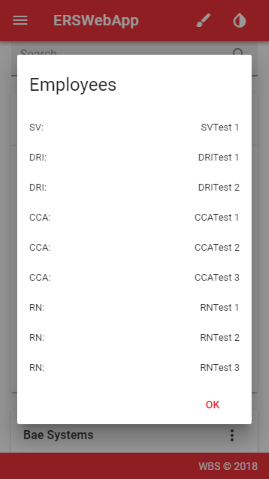 ERSWebApp
Search
Employees
SV: SVTest 1
DRI: DRITest 1
DRI: DRITest 2
CCA: CCATest 1
CCA: CCATest 2
CCA: CCATest 3
RN: RNTest 1
RN: RNTest 2
RN: RNTest 3
OK
Bae Systems
WBS © 2018